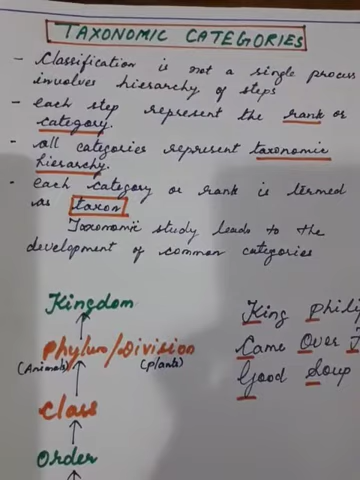 TAXONOMIC CATEGORIES
- Classification is not a single process
involves hierarchy of steps
- each step represent the rank or
category.
- all categories represent taxonomic
hierarchy.
- each category or rank is termed
as taxon
Taxonomic study leads to the
development of common categories
Kingdom
King Phili
Phylum/Division
(Animals) (plants)
Came Over
Class
Good Soup
Order